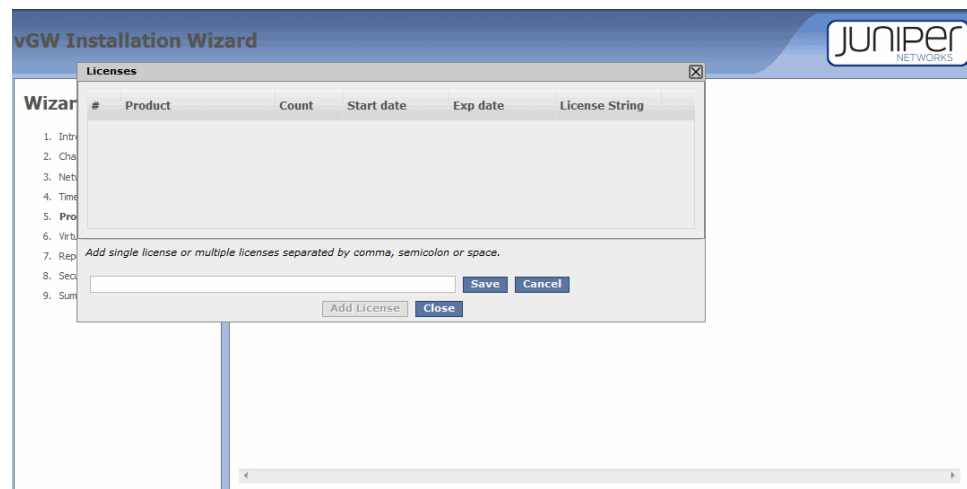 vGW Installation Wizard
JUNIPER
NETWORKS
Licenses
Wizar
# Product Count Start date Exp date License String
1. Intr
2. Cha
3. Net
4. Time
5. Pro
6. Virtu
7. Rep
8. Secu
9. Sum
Add single license or multiple licenses separated by comma, semicolon or space.
Save Cancel
Add License Close